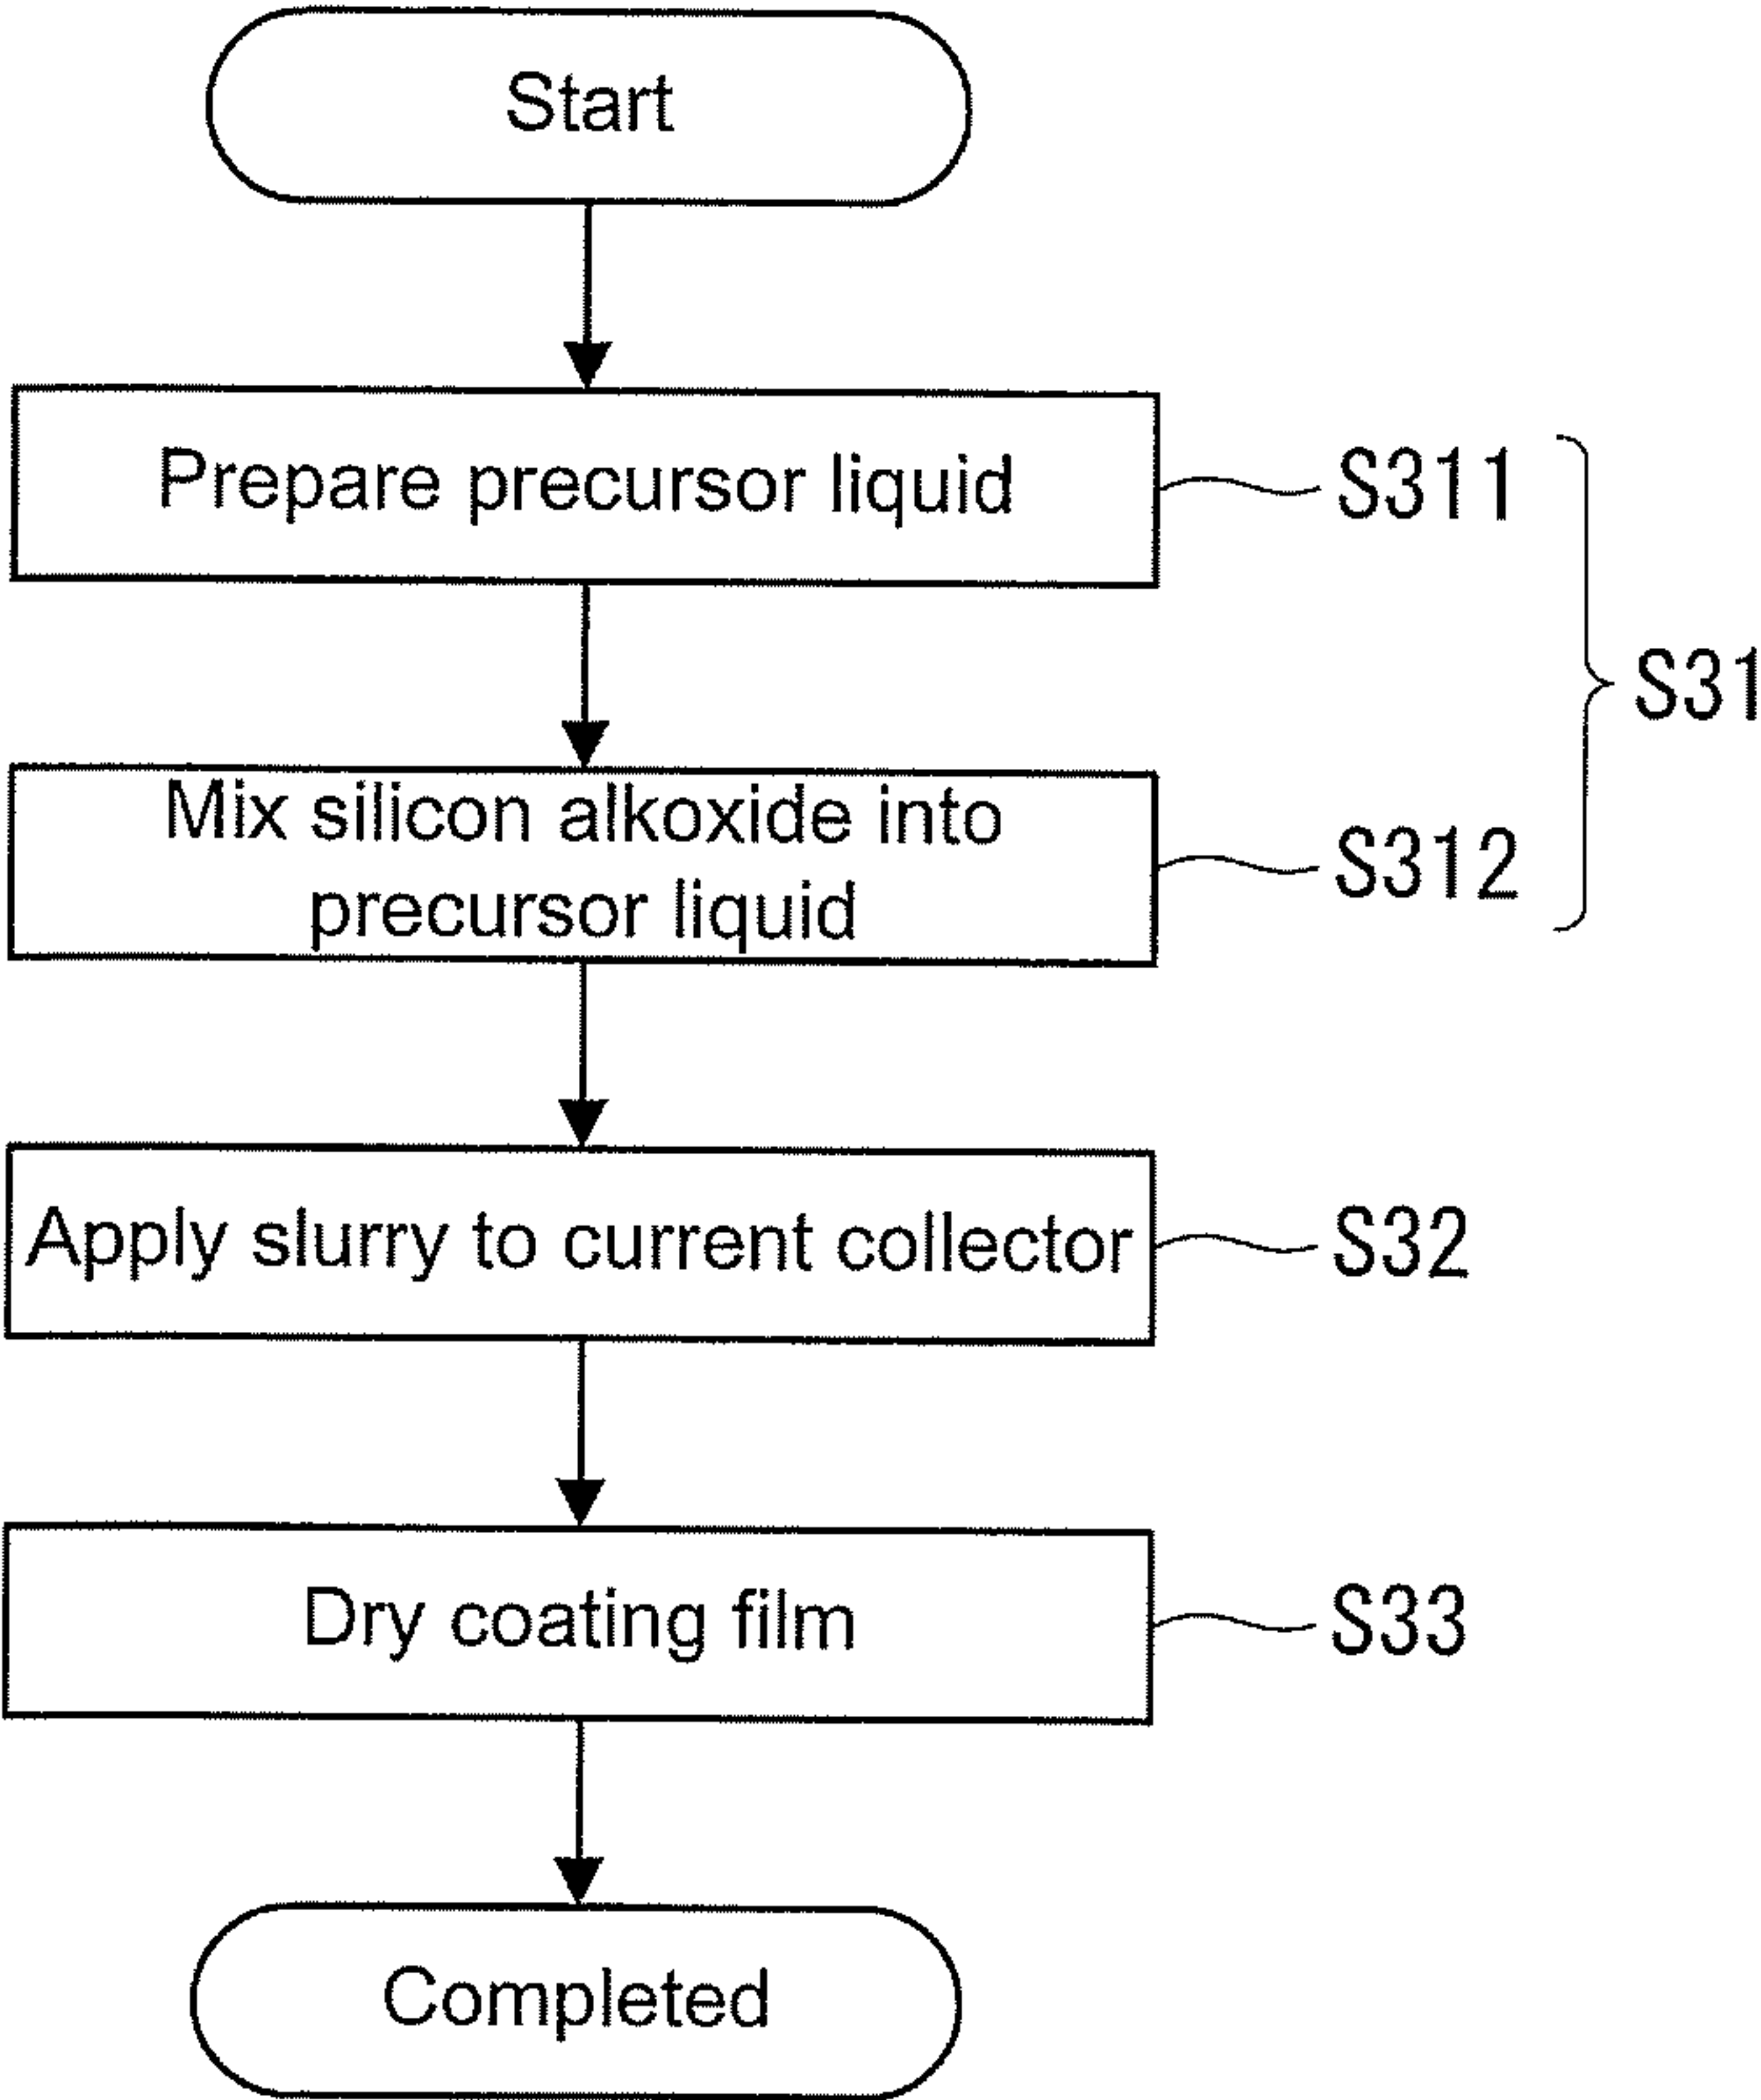 Start
Prepare precursor liquid
S311
S31
Mix silicon alkoxide into
precursor liquid
S312
Apply slurry to current collector
S32
Dry coating film
S33
Completed